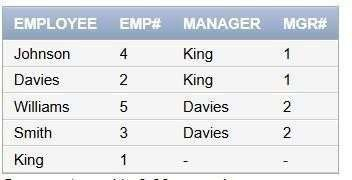 EMPLOYEE EMP# MANAGER MGR#
Johnson 4 King 1
Davies 2 King 1
Williams 5 Davies 2
Smith 3 Davies 2
King 1 - -